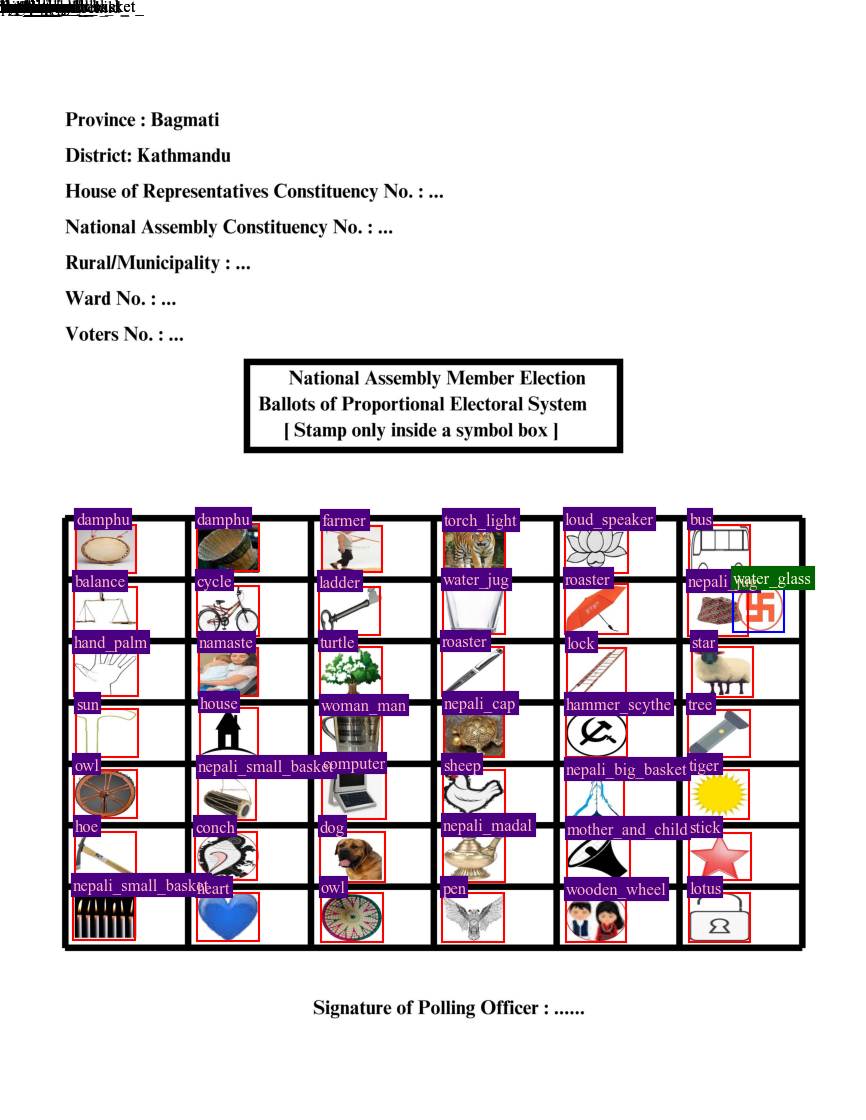 Province : Bagmati
District: Kathmandu
House of Representatives Constituency No. : ...
National Assembly Constituency No. : ...
Rural/Municipality : ...
Ward No. : ...
Voters No. : ...
National Assembly Member Election
Ballots of Proportional Electoral System
[ Stamp only inside a symbol box ]
damphu damphu farmer torch_light loud_speaker bus
balance cycle ladder water_jug roaster nepali_jug water_glass
hand_palm namaste turtle roaster lock star
sun house woman_man nepali_cap hammer_scythe tree
owl nepali_small_basket computer sheep nepali_big_basket tiger
hoe conch dog nepali_madal mother_and_child stick
nepali_small_basket heart owl pen wooden_wheel lotus
Signature of Polling Officer : ......